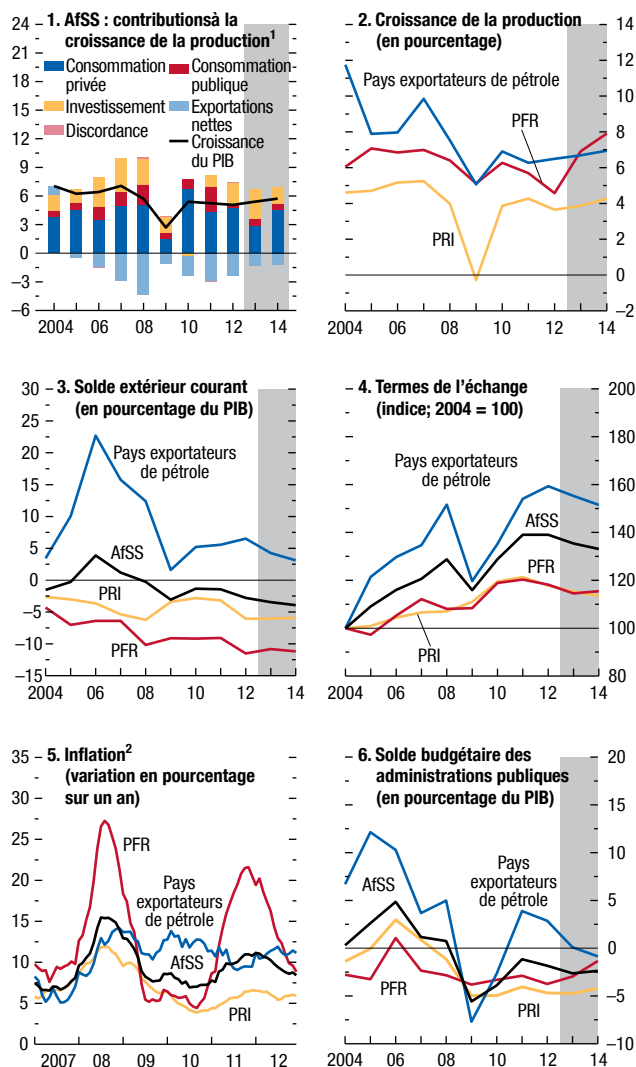 1. AfSS : contributionsà la
croissance de la production1
24
21
18
15
12
9
6
3
0
–3
–6
Consommation privée
Consommation publique
Investissement
Exportations nettes
Discordance
Croissance du PIB
2004 06 08 10 12 14
2. Croissance de la production
(en pourcentage)
14
12
10
8
6
4
2
0
–2
Pays exportateurs de pétrole
PFR
PRI
2004 06 08 10 12 14
3. Solde extérieur courant
(en pourcentage du PIB)
30
25
20
15
10
5
0
–5
–10
–15
Pays exportateurs
de pétrole
AfSS
PRI
PFR
2004 06 08 10 12 14
4. Termes de l’échange
(indice; 2004 = 100)
200
180
160
140
120
100
80
Pays exportateurs
de pétrole
AfSS
PFR
PRI
2004 06 08 10 12 14
5. Inflation2
(variation en pourcentage
sur un an)
35
30
25
20
15
10
5
0
PFR
Pays
exportateurs
de pétrole
AfSS
PRI
2007 08 09 10 11 12
6. Solde budgétaire des
administrations publiques
(en pourcentage du PIB)
20
15
10
5
0
–5
–10
AfSS
Pays
exportateurs
de pétrole
PFR
PRI
2004 06 08 10 12 14